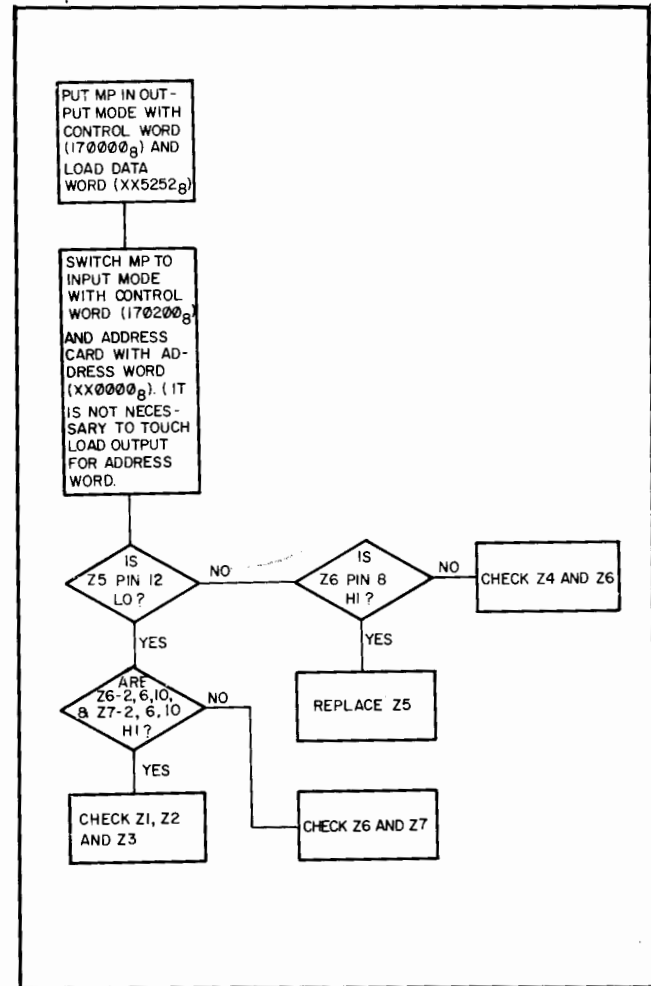 PUT MP IN OUT-
PUT MODE WITH
CONTROL WORD
(17ØØØØ₈) AND
LOAD DATA
WORD (XX5252₈)
SWITCH MP TO
INPUT MODE
WITH CONTROL
WORD (17Ø2ØØ₈)
AND ADDRESS
CARD WITH AD-
DRESS WORD
(XXØØØØ₈). (IT
IS NOT NECES-
SARY TO TOUCH
LOAD OUTPUT
FOR ADDRESS
WORD.
IS
Z5 PIN 12
LO?
NO
IS
Z6 PIN 8
HI?
NO
CHECK Z4 AND Z6
YES
YES
ARE
Z6-2, 6, 10,
& Z7-2, 6, 10
HI?
NO
REPLACE Z5
YES
CHECK Z1, Z2
AND Z3
CHECK Z6 AND Z7